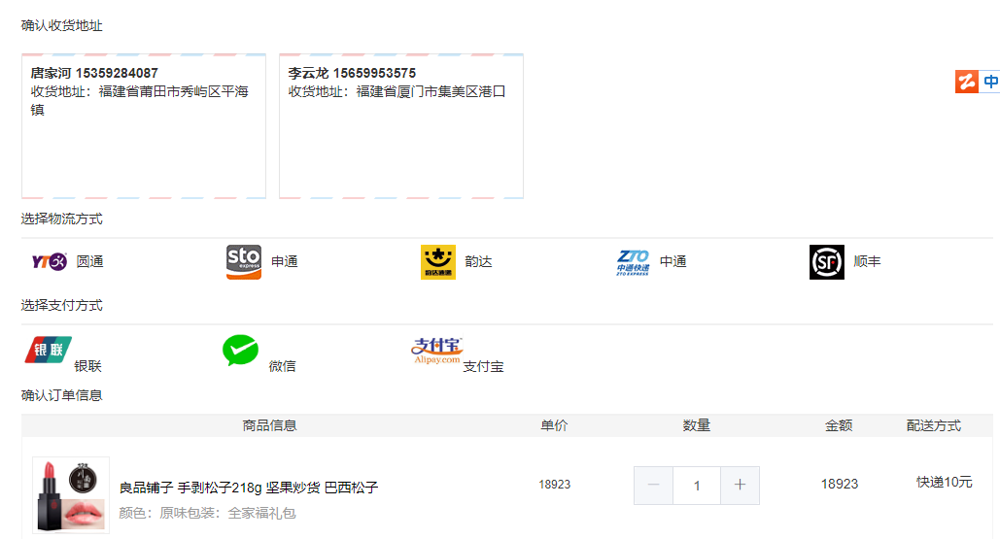 确认收货地址
唐家河 15359284087
收货地址：福建省莆田市秀屿区平海
镇
李云龙 15659953575
收货地址：福建省厦门市集美区港口
中
选择物流方式
YTO 圆通
sto express 申通
韵达速递 韵达
ZTO 中通快递 ZTO EXPRESS 中通
SF 顺丰
选择支付方式
银联 银联
微信
支付宝 Alipay.com 支付宝
确认订单信息
商品信息 单价 数量 金额 配送方式
良品铺子 手剥松子218g 坚果炒货 巴西松子
颜色：原味包装：全家福礼包
18923
— 1 +
18923
快递10元